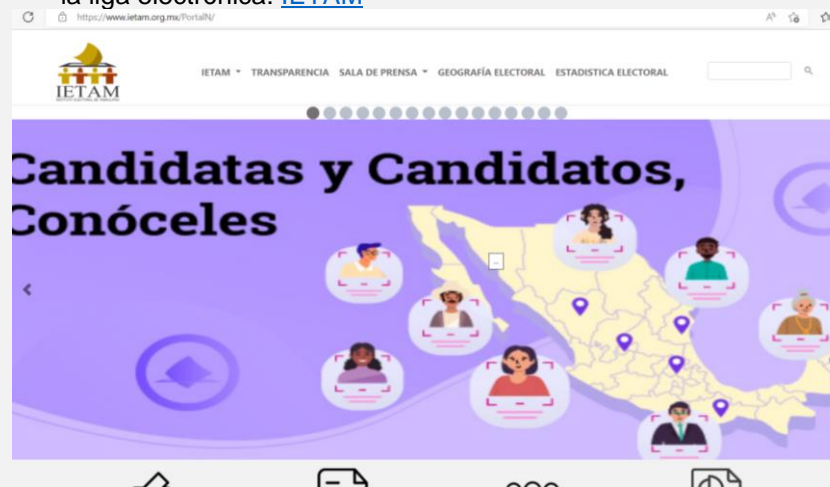 la liga electrónica: IETAM
https://www.ietam.org.mx/PortalN/
IETAM
IETAM TRANSPARENCIA SALA DE PRENSA GEOGRAFÍA ELECTORAL ESTADISTICA ELECTORAL
Candidatas y Candidatos,
Conóceles